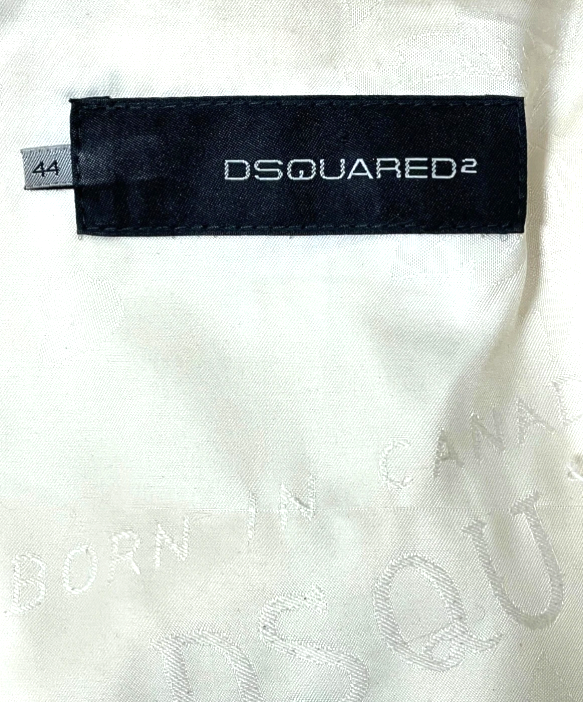 44
DSQUARED2
BORN IN CANA
DSQU